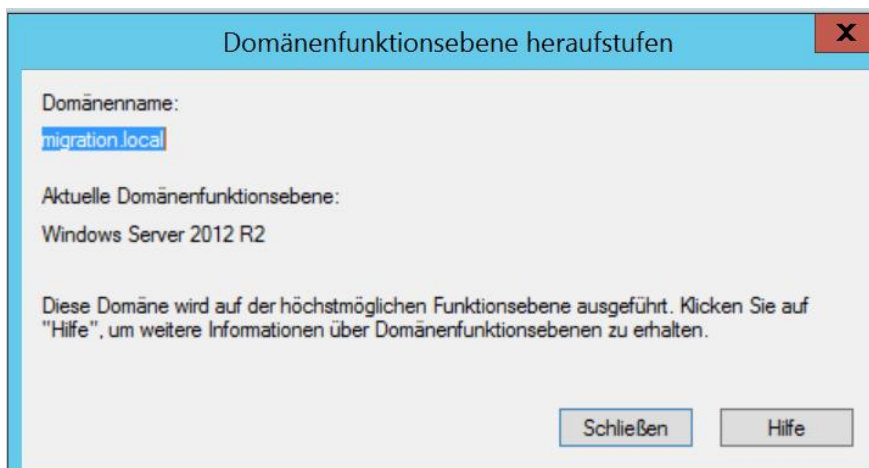 Domänenfunktionsebene heraufstufen
X
Domänenname:
migration.local
Aktuelle Domänenfunktionsebene:
Windows Server 2012 R2
Diese Domäne wird auf der höchstmöglichen Funktionsebene ausgeführt. Klicken Sie auf
"Hilfe", um weitere Informationen über Domänenfunktionsebenen zu erhalten.
Schließen Hilfe